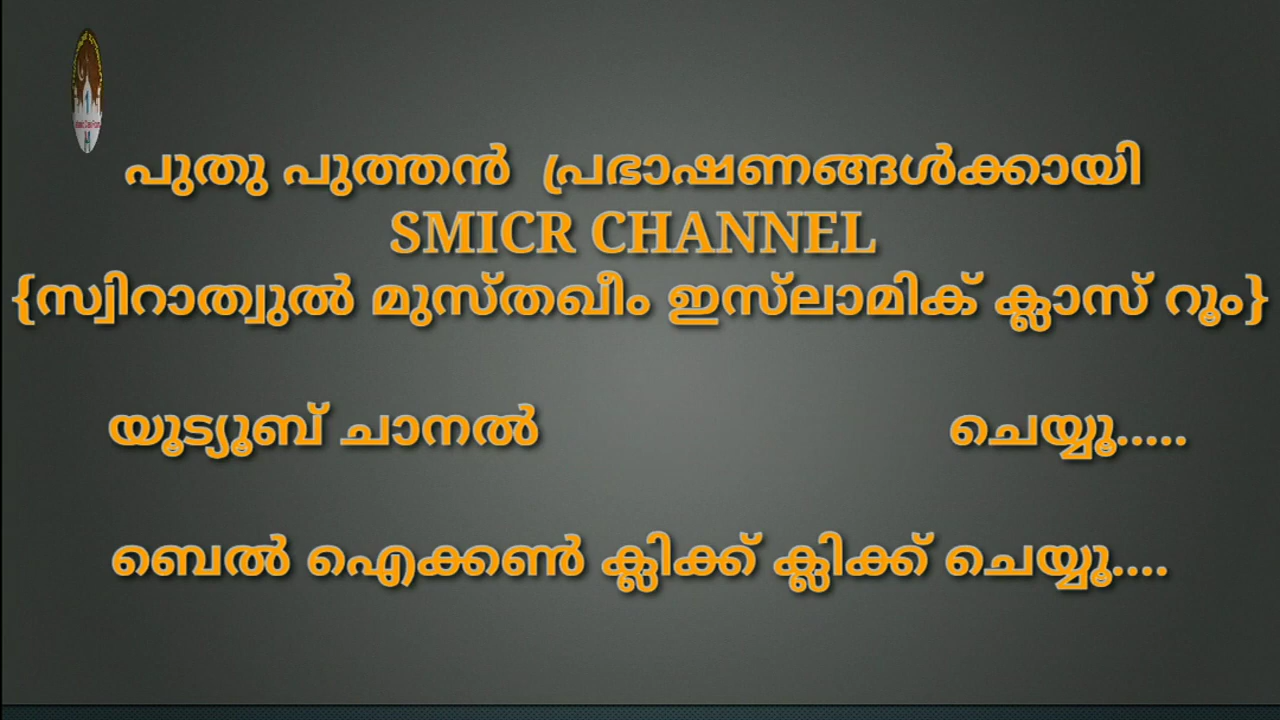 പുതു പുത്തൻ പ്രഭാഷണങ്ങൾക്കായി
SMICR CHANNEL
{സ്വിറാത്വുൽ മുസ്തഖീം ഇസ്‌ലാമിക് ക്ലാസ് റൂം}
യൂട്യൂബ് ചാനൽ ചെയ്യൂ.....
ബെൽ ഐക്കൺ ക്ലിക്ക് ക്ലിക്ക് ചെയ്യൂ....